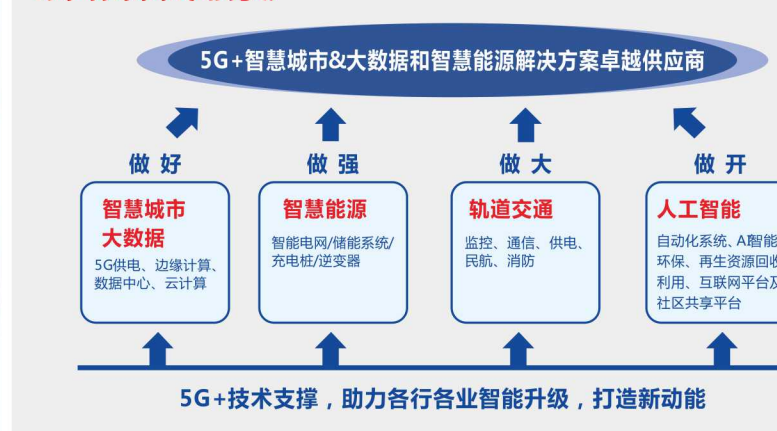 5G+智慧城市&大数据和智慧能源解决方案卓越供应商
做 好
做 强
做 大
做 开
智慧城市
大数据
5G供电、边缘计算、
数据中心、云计算
智慧能源
智能电网/储能系统/
充电桩/逆变器
轨道交通
监控、通信、供电、
民航、消防
人工智能
自动化系统、AI智能
环保、再生资源回收
利用、互联网平台及
社区共享平台
5G+技术支撑，助力各行各业智能升级，打造新动能